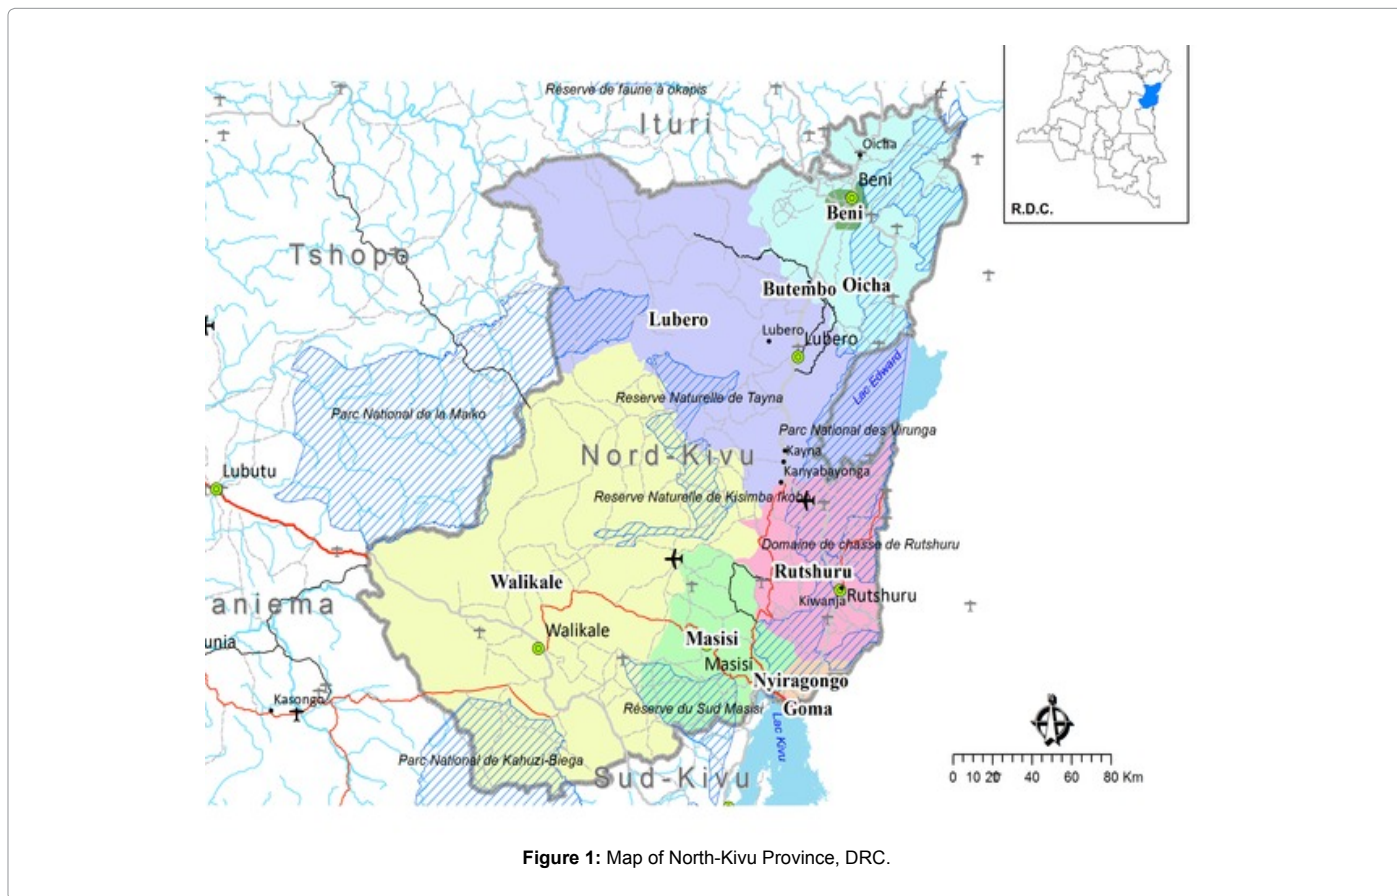 Réserve de faune à okapis
Ituri
Oicha
Beni
Beni
R.D.C.
Tshopo
Butembo
Oicha
Lubero
Lubero
Lubero
Lac Edward
Reserve Naturelle de Tayna
Parc National de la Maiko
Parc National des Virunga
Nord-Kivu
Kayna
Kanyabayonga
Lubutu
Reserve Naturelle de Kisimba Ikobo
Domaine de chasse de Rutshuru
Walikale
Rutshuru
Kiwanja
Rutshuru
aniema
Walikale
Masisi
Masisi
unia
Nyiragongo
Kasongo
Réserve du Sud Masisi
Goma
Lac Kivu
Parc National de Kahuzi-Biega
Sud-Kivu
0 10 20 40 60 80 Km
Figure 1: Map of North-Kivu Province, DRC.